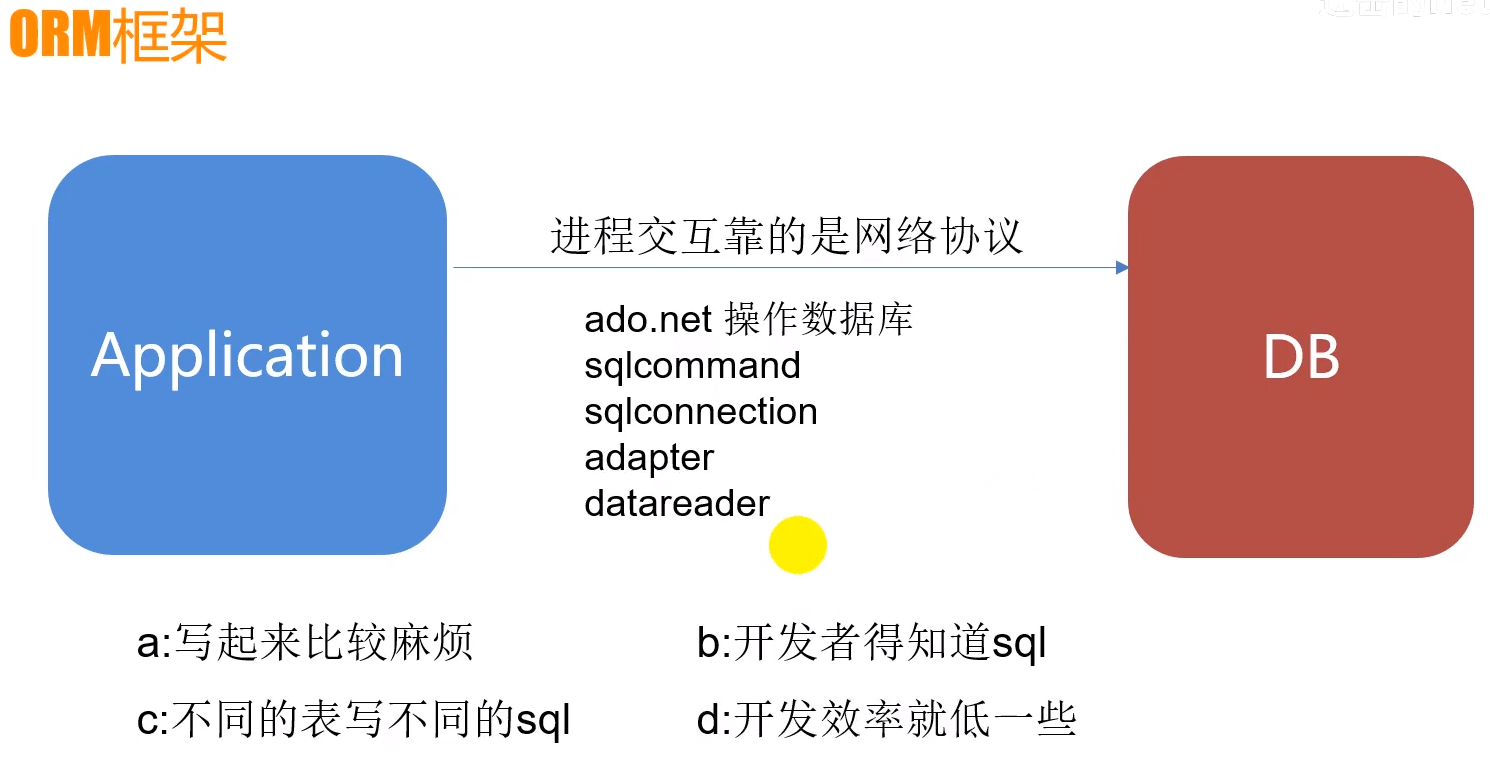 ORM框架
进程交互靠的是网络协议
Application
ado.net 操作数据库
sqlcommand
sqlconnection
adapter
datareader
DB
a:写起来比较麻烦
b:开发者得知道sql
c:不同的表写不同的sql
d:开发效率就低一些